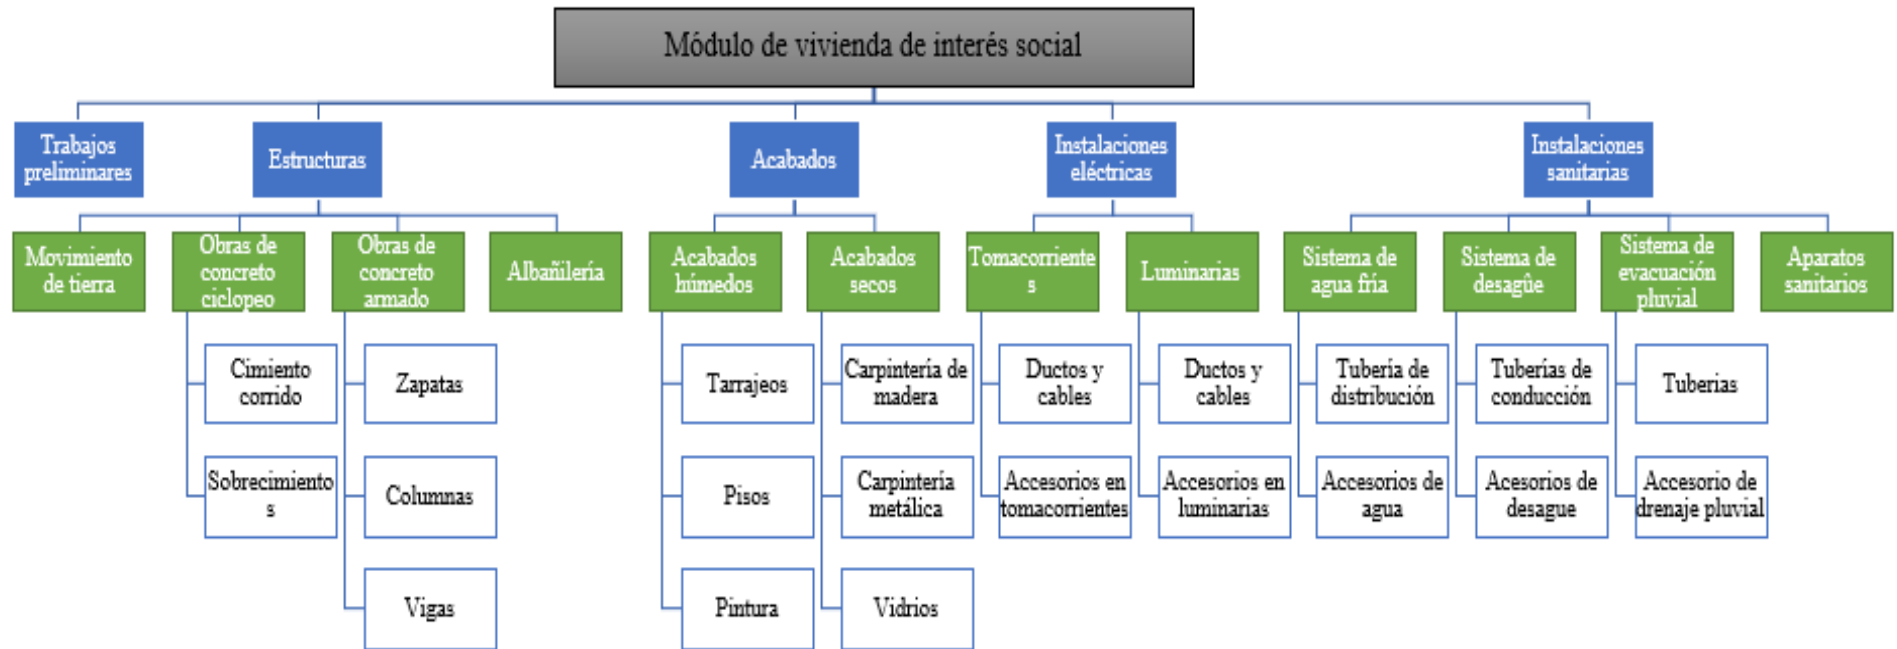 Módulo de vivienda de interés social
Trabajos
preliminares
Estructuras
Acabados
Instalaciones
eléctricas
Instalaciones
sanitarias
Movimiento
de tierra
Obras de
concreto
ciclopeo
Obras de
concreto
armado
Albañilería
Acabados
húmedos
Acabados
secos
Tomacorriente
s
Luminarias
Sistema de
agua fría
Sistema de
desagûe
Sistema de
evacuación
pluvial
Aparatos
sanitarios
Cimiento
corrido
Zapatas
Tarrajeos
Carpintería de
madera
Ductos y
cables
Ductos y
cables
Tubería de
distribución
Tuberías de
conducción
Tuberias
Sobrecimiento
s
Columnas
Pisos
Carpintería
metálica
Accesorios en
tomacorrientes
Accesorios en
luminarias
Accesorios de
agua
Acesorios de
desague
Accesorio de
drenaje pluvial
Vigas
Pintura
Vidrios